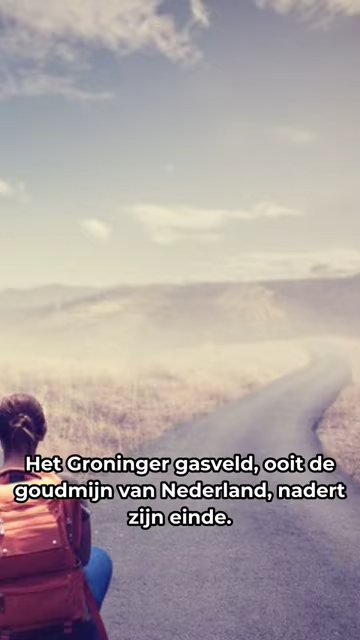 Het Groninger gasveld, ooit de
goudmijn van Nederland, nadert
zijn einde.